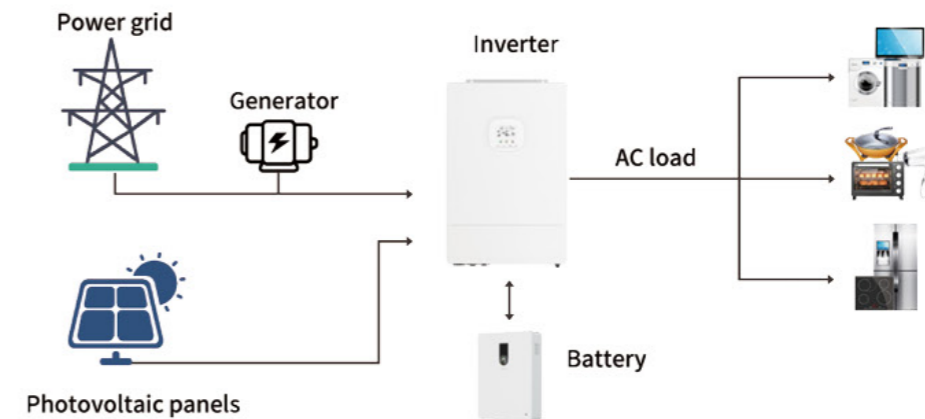 Power grid
Inverter
Generator
AC load
Battery
Photovoltaic panels